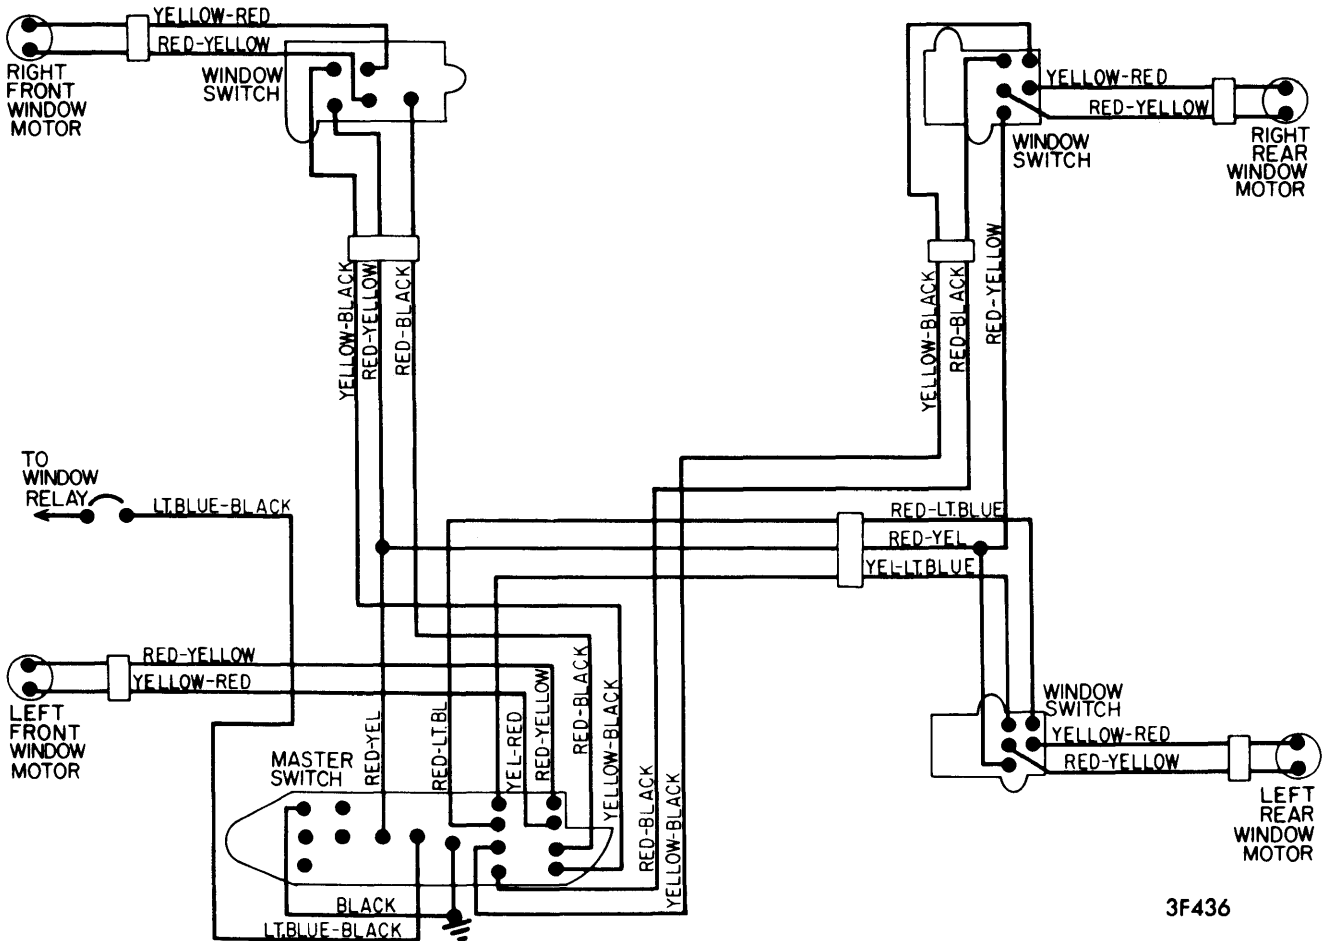 YELLOW-RED
RED-YELLOW
RIGHT
FRONT
WINDOW
MOTOR
WINDOW
SWITCH
YELLOW-RED
RED-YELLOW
RIGHT
REAR
WINDOW
MOTOR
WINDOW
SWITCH
YELLOW-BLACK
RED-YELLOW
RED-BLACK
YELLOW-BLACK
RED-BLACK
RED-YELLOW
TO
WINDOW
RELAY
LT.BLUE-BLACK
RED-LT.BLUE
RED-YEL
YEL-LT.BLUE
RED-YELLOW
YELLOW-RED
LEFT
FRONT
WINDOW
MOTOR
MASTER
SWITCH
RED-YEL
RED-LT.BL
YEL-RED
RED-YELLOW
RED-BLACK
YELLOW-BLACK
RED-BLACK
YELLOW-BLACK
WINDOW
SWITCH
YELLOW-RED
RED-YELLOW
LEFT
REAR
WINDOW
MOTOR
BLACK
LT.BLUE-BLACK
3F436